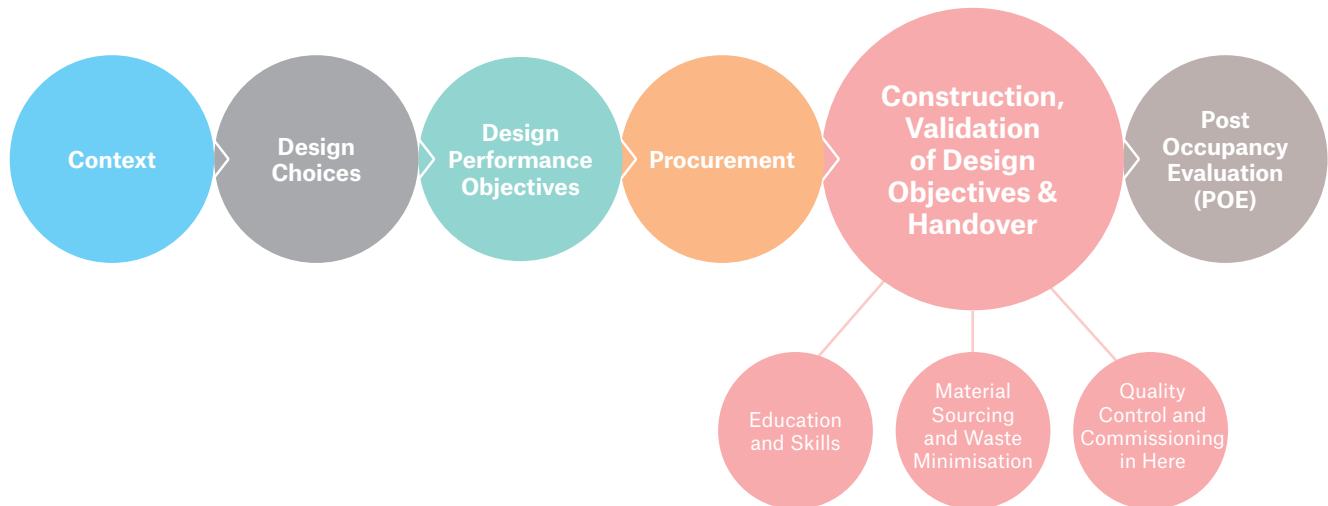 Context
Design
Choices
Design
Performance
Objectives
Procurement
Construction,
Validation
of Design
Objectives &
Handover
Post
Occupancy
Evaluation
(POE)
Education
and Skills
Material
Sourcing
and Waste
Minimisation
Quality
Control and
Commissioning
in Here